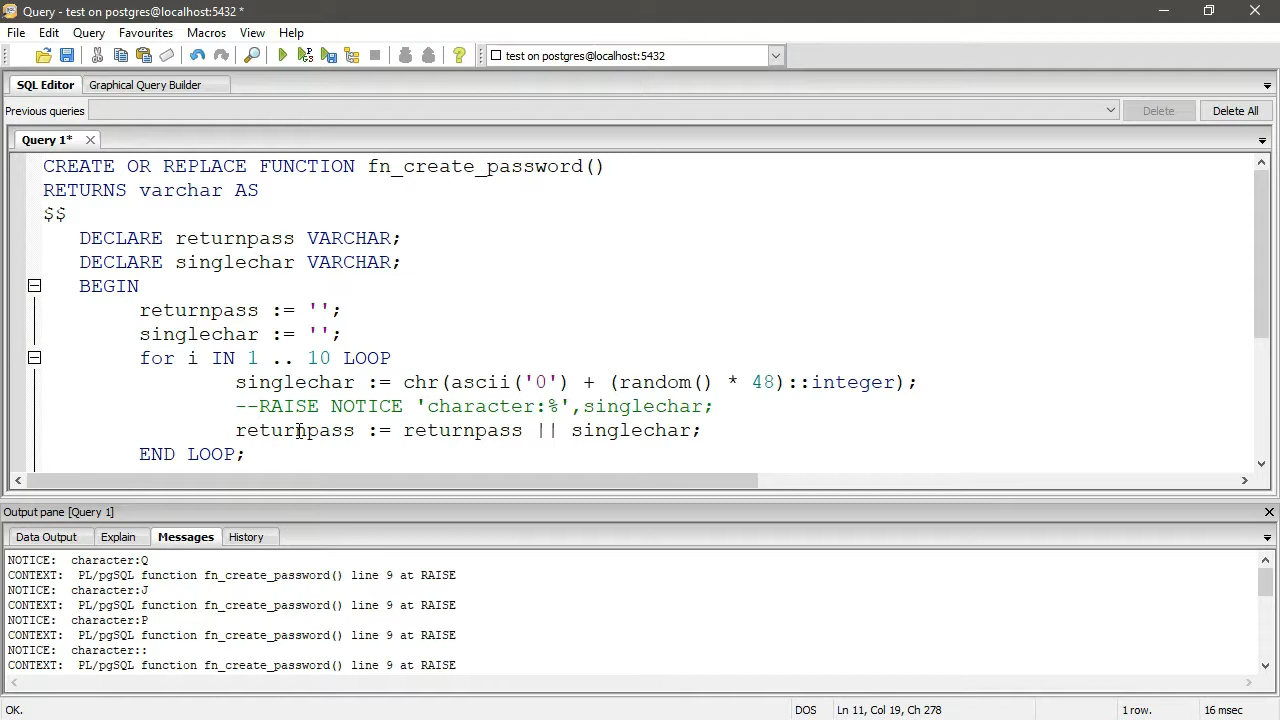 Query - test on postgres@localhost:5432 *
File Edit Query Favourites Macros View Help
test on postgres@localhost:5432
SQL Editor Graphical Query Builder
Previous queries Delete Delete All
Query 1*
CREATE OR REPLACE FUNCTION fn_create_password()
RETURNS varchar AS
$$
DECLARE returnpass VARCHAR;
DECLARE singlechar VARCHAR;
BEGIN
returnpass := '';
singlechar := '';
for i IN 1 .. 10 LOOP
singlechar := chr(ascii('0') + (random() * 48)::integer);
--RAISE NOTICE 'character:%',singlechar;
returnpass := returnpass || singlechar;
END LOOP;
Output pane [Query 1]
Data Output Explain Messages History
NOTICE: character:Q
CONTEXT: PL/pgSQL function fn_create_password() line 9 at RAISE
NOTICE: character:J
CONTEXT: PL/pgSQL function fn_create_password() line 9 at RAISE
NOTICE: character:P
CONTEXT: PL/pgSQL function fn_create_password() line 9 at RAISE
NOTICE: character::
CONTEXT: PL/pgSQL function fn_create_password() line 9 at RAISE
OK. DOS Ln 11, Col 19, Ch 278 1 row. 16 msec